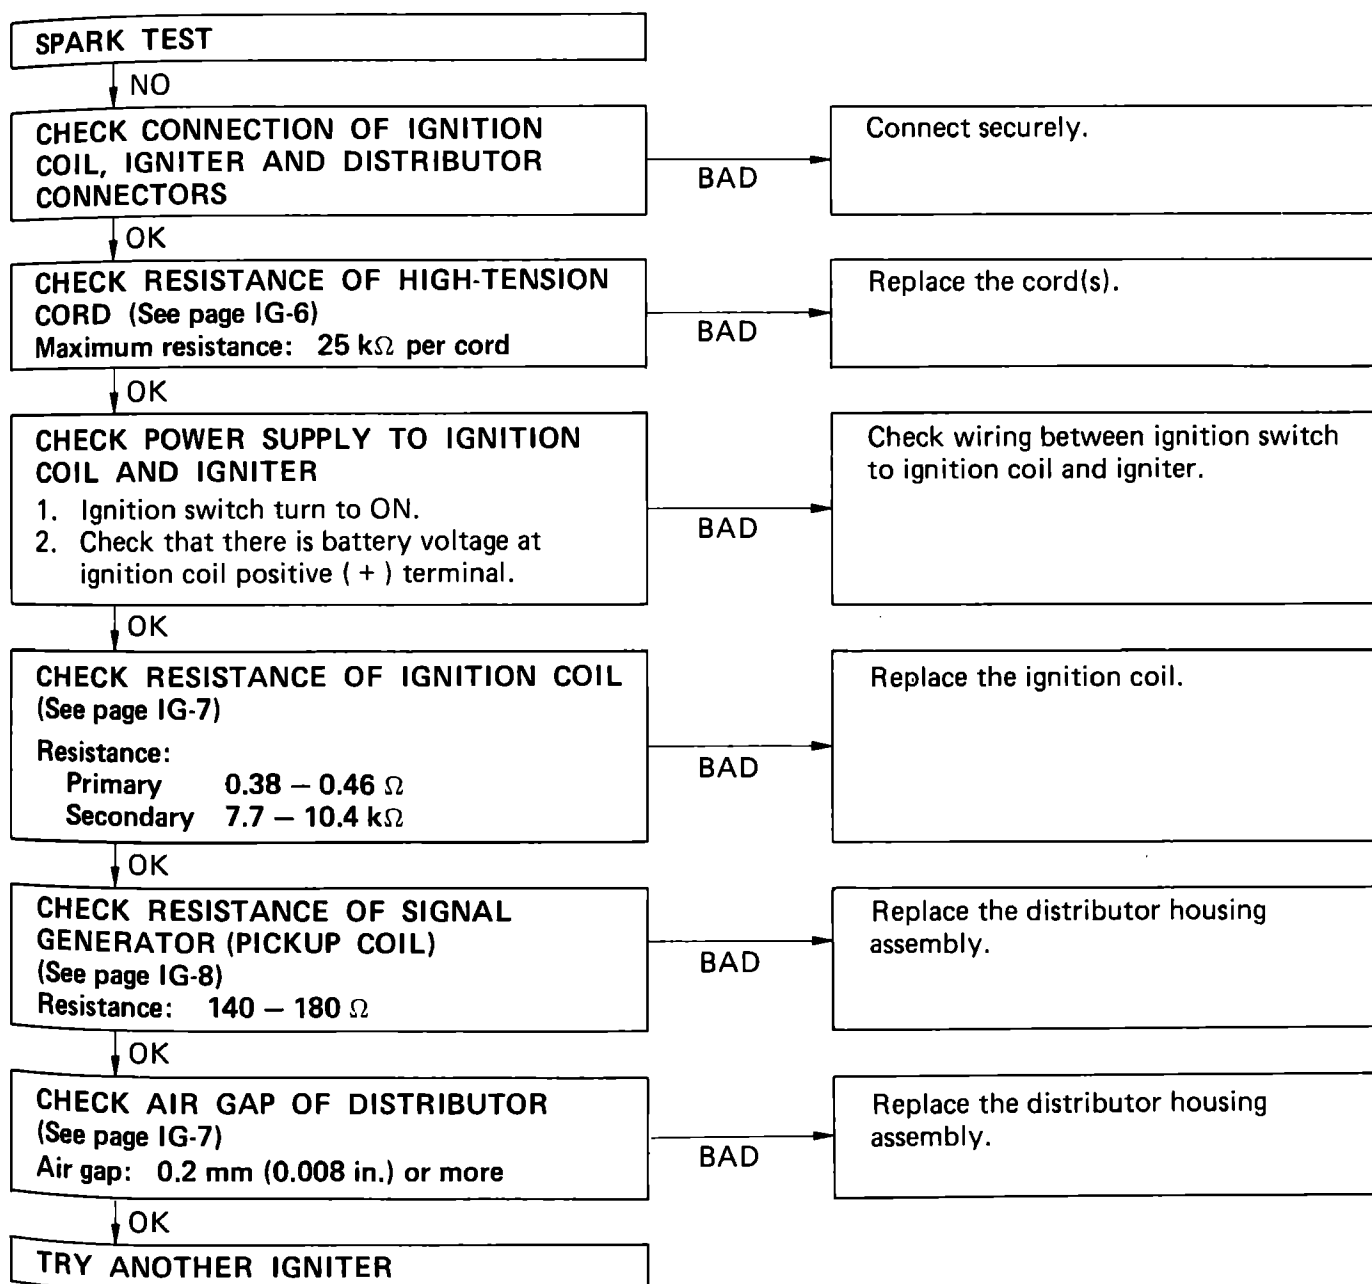 SPARK TEST
NO
CHECK CONNECTION OF IGNITION
COIL, IGNITER AND DISTRIBUTOR
CONNECTORS
BAD
Connect securely.
OK
CHECK RESISTANCE OF HIGH-TENSION
CORD (See page IG-6)
Maximum resistance: 25 kΩ per cord
BAD
Replace the cord(s).
OK
CHECK POWER SUPPLY TO IGNITION
COIL AND IGNITER
1. Ignition switch turn to ON.
2. Check that there is battery voltage at
ignition coil positive ( + ) terminal.
BAD
Check wiring between ignition switch
to ignition coil and igniter.
OK
CHECK RESISTANCE OF IGNITION COIL
(See page IG-7)
Resistance:
Primary 0.38 – 0.46 Ω
Secondary 7.7 – 10.4 kΩ
BAD
Replace the ignition coil.
OK
CHECK RESISTANCE OF SIGNAL
GENERATOR (PICKUP COIL)
(See page IG-8)
Resistance: 140 – 180 Ω
BAD
Replace the distributor housing
assembly.
OK
CHECK AIR GAP OF DISTRIBUTOR
(See page IG-7)
Air gap: 0.2 mm (0.008 in.) or more
BAD
Replace the distributor housing
assembly.
OK
TRY ANOTHER IGNITER